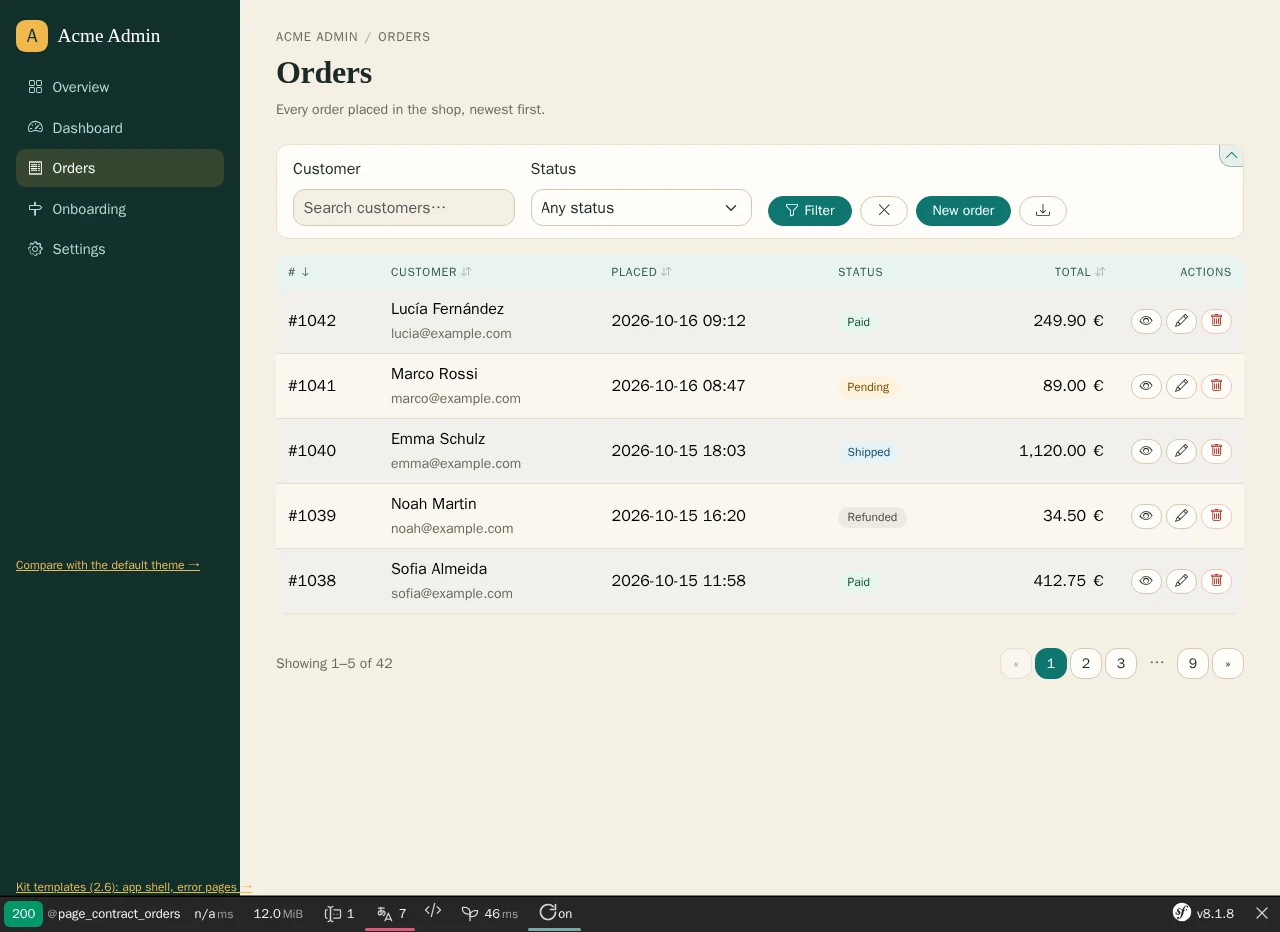 A Acme Admin
Overview
Dashboard
Orders
Onboarding
Settings
Compare with the default theme →
Kit templates (2.6): app shell, error pages →
ACME ADMIN / ORDERS
Orders
Every order placed in the shop, newest first.
Customer Status
Search customers… Any status Filter New order
# ↓ CUSTOMER PLACED STATUS TOTAL ACTIONS
#1042 Lucía Fernández 2026-10-16 09:12 Paid 249.90 €
lucia@example.com
#1041 Marco Rossi 2026-10-16 08:47 Pending 89.00 €
marco@example.com
#1040 Emma Schulz 2026-10-15 18:03 Shipped 1,120.00 €
emma@example.com
#1039 Noah Martin 2026-10-15 16:20 Refunded 34.50 €
noah@example.com
#1038 Sofia Almeida 2026-10-15 11:58 Paid 412.75 €
sofia@example.com
Showing 1–5 of 42 « 1 2 3 … 9 »
200 @page_contract_orders n/a ms 12.0 MiB 1 7 </> 46 ms on sf v8.1.8